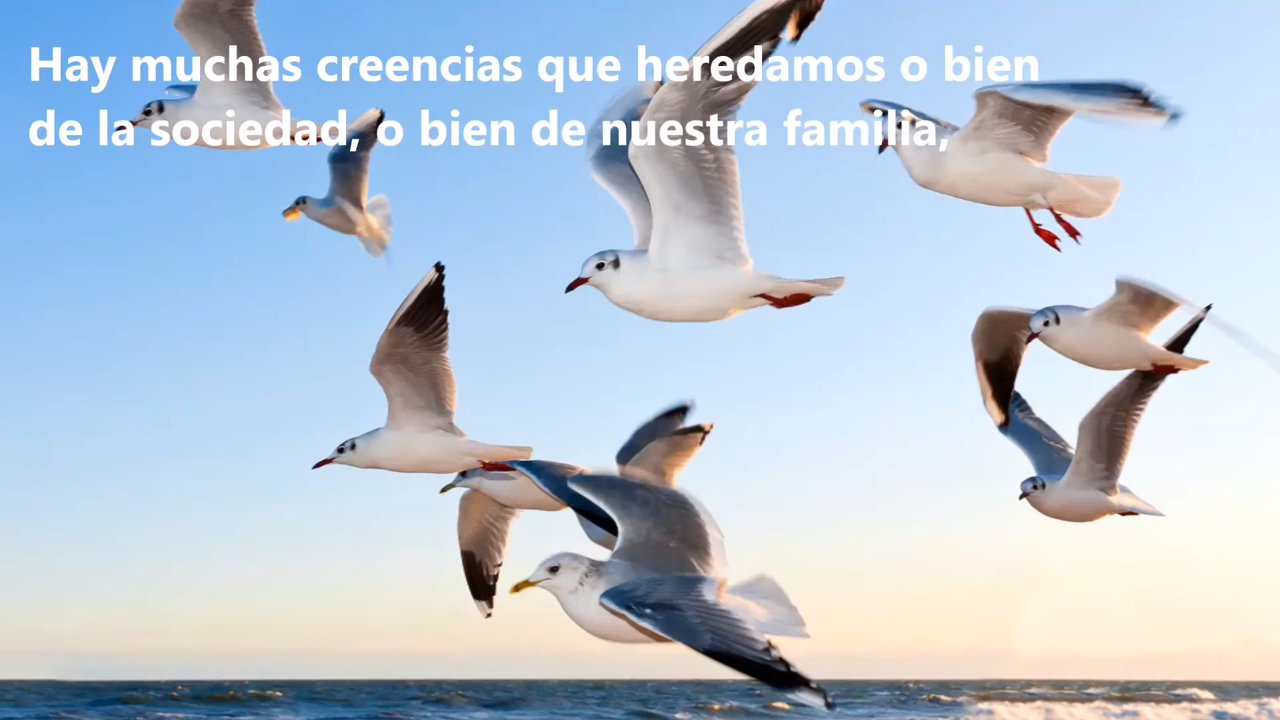 Hay muchas creencias que heredamos o bien
de la sociedad, o bien de nuestra familia,